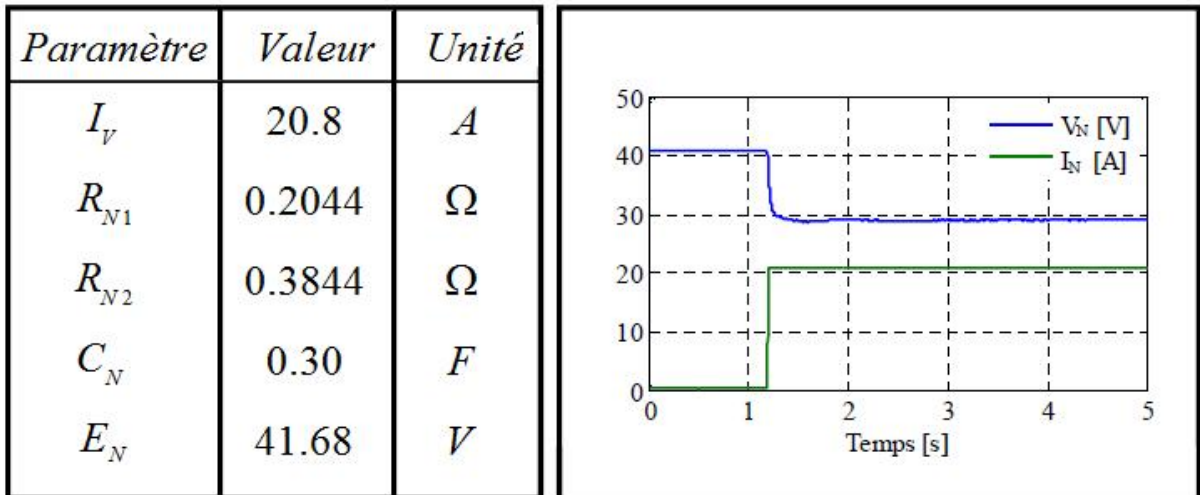 Paramètre Valeur Unité
I_V 20.8 A
R_N1 0.2044 Ω
R_N2 0.3844 Ω
C_N 0.30 F
E_N 41.68 V
50
40
30
20
10
0
0 1 2 3 4 5
V_N [V]
I_N [A]
Temps [s]